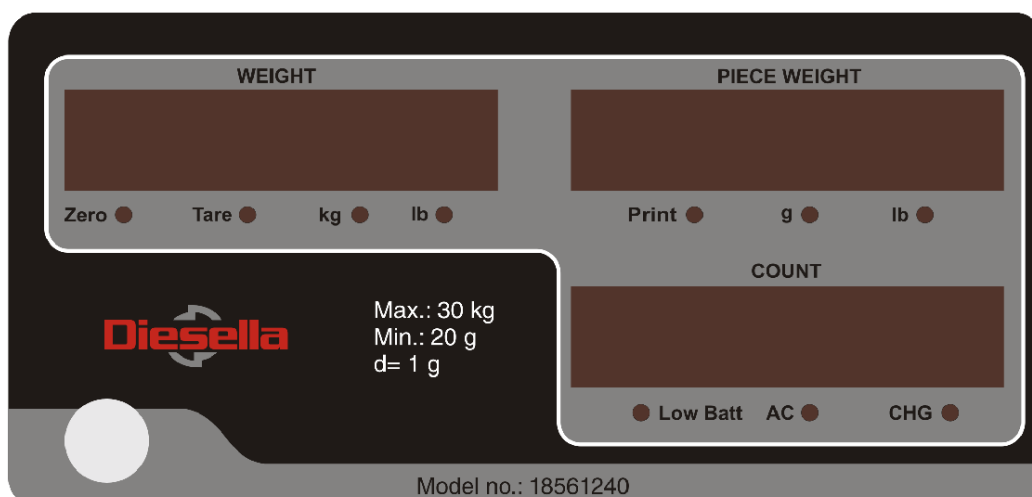 WEIGHT
PIECE WEIGHT
Zero Tare kg lb
Print g lb
COUNT
Diesella
Max.: 30 kg
Min.: 20 g
d= 1 g
Low Batt AC CHG
Model no.: 18561240